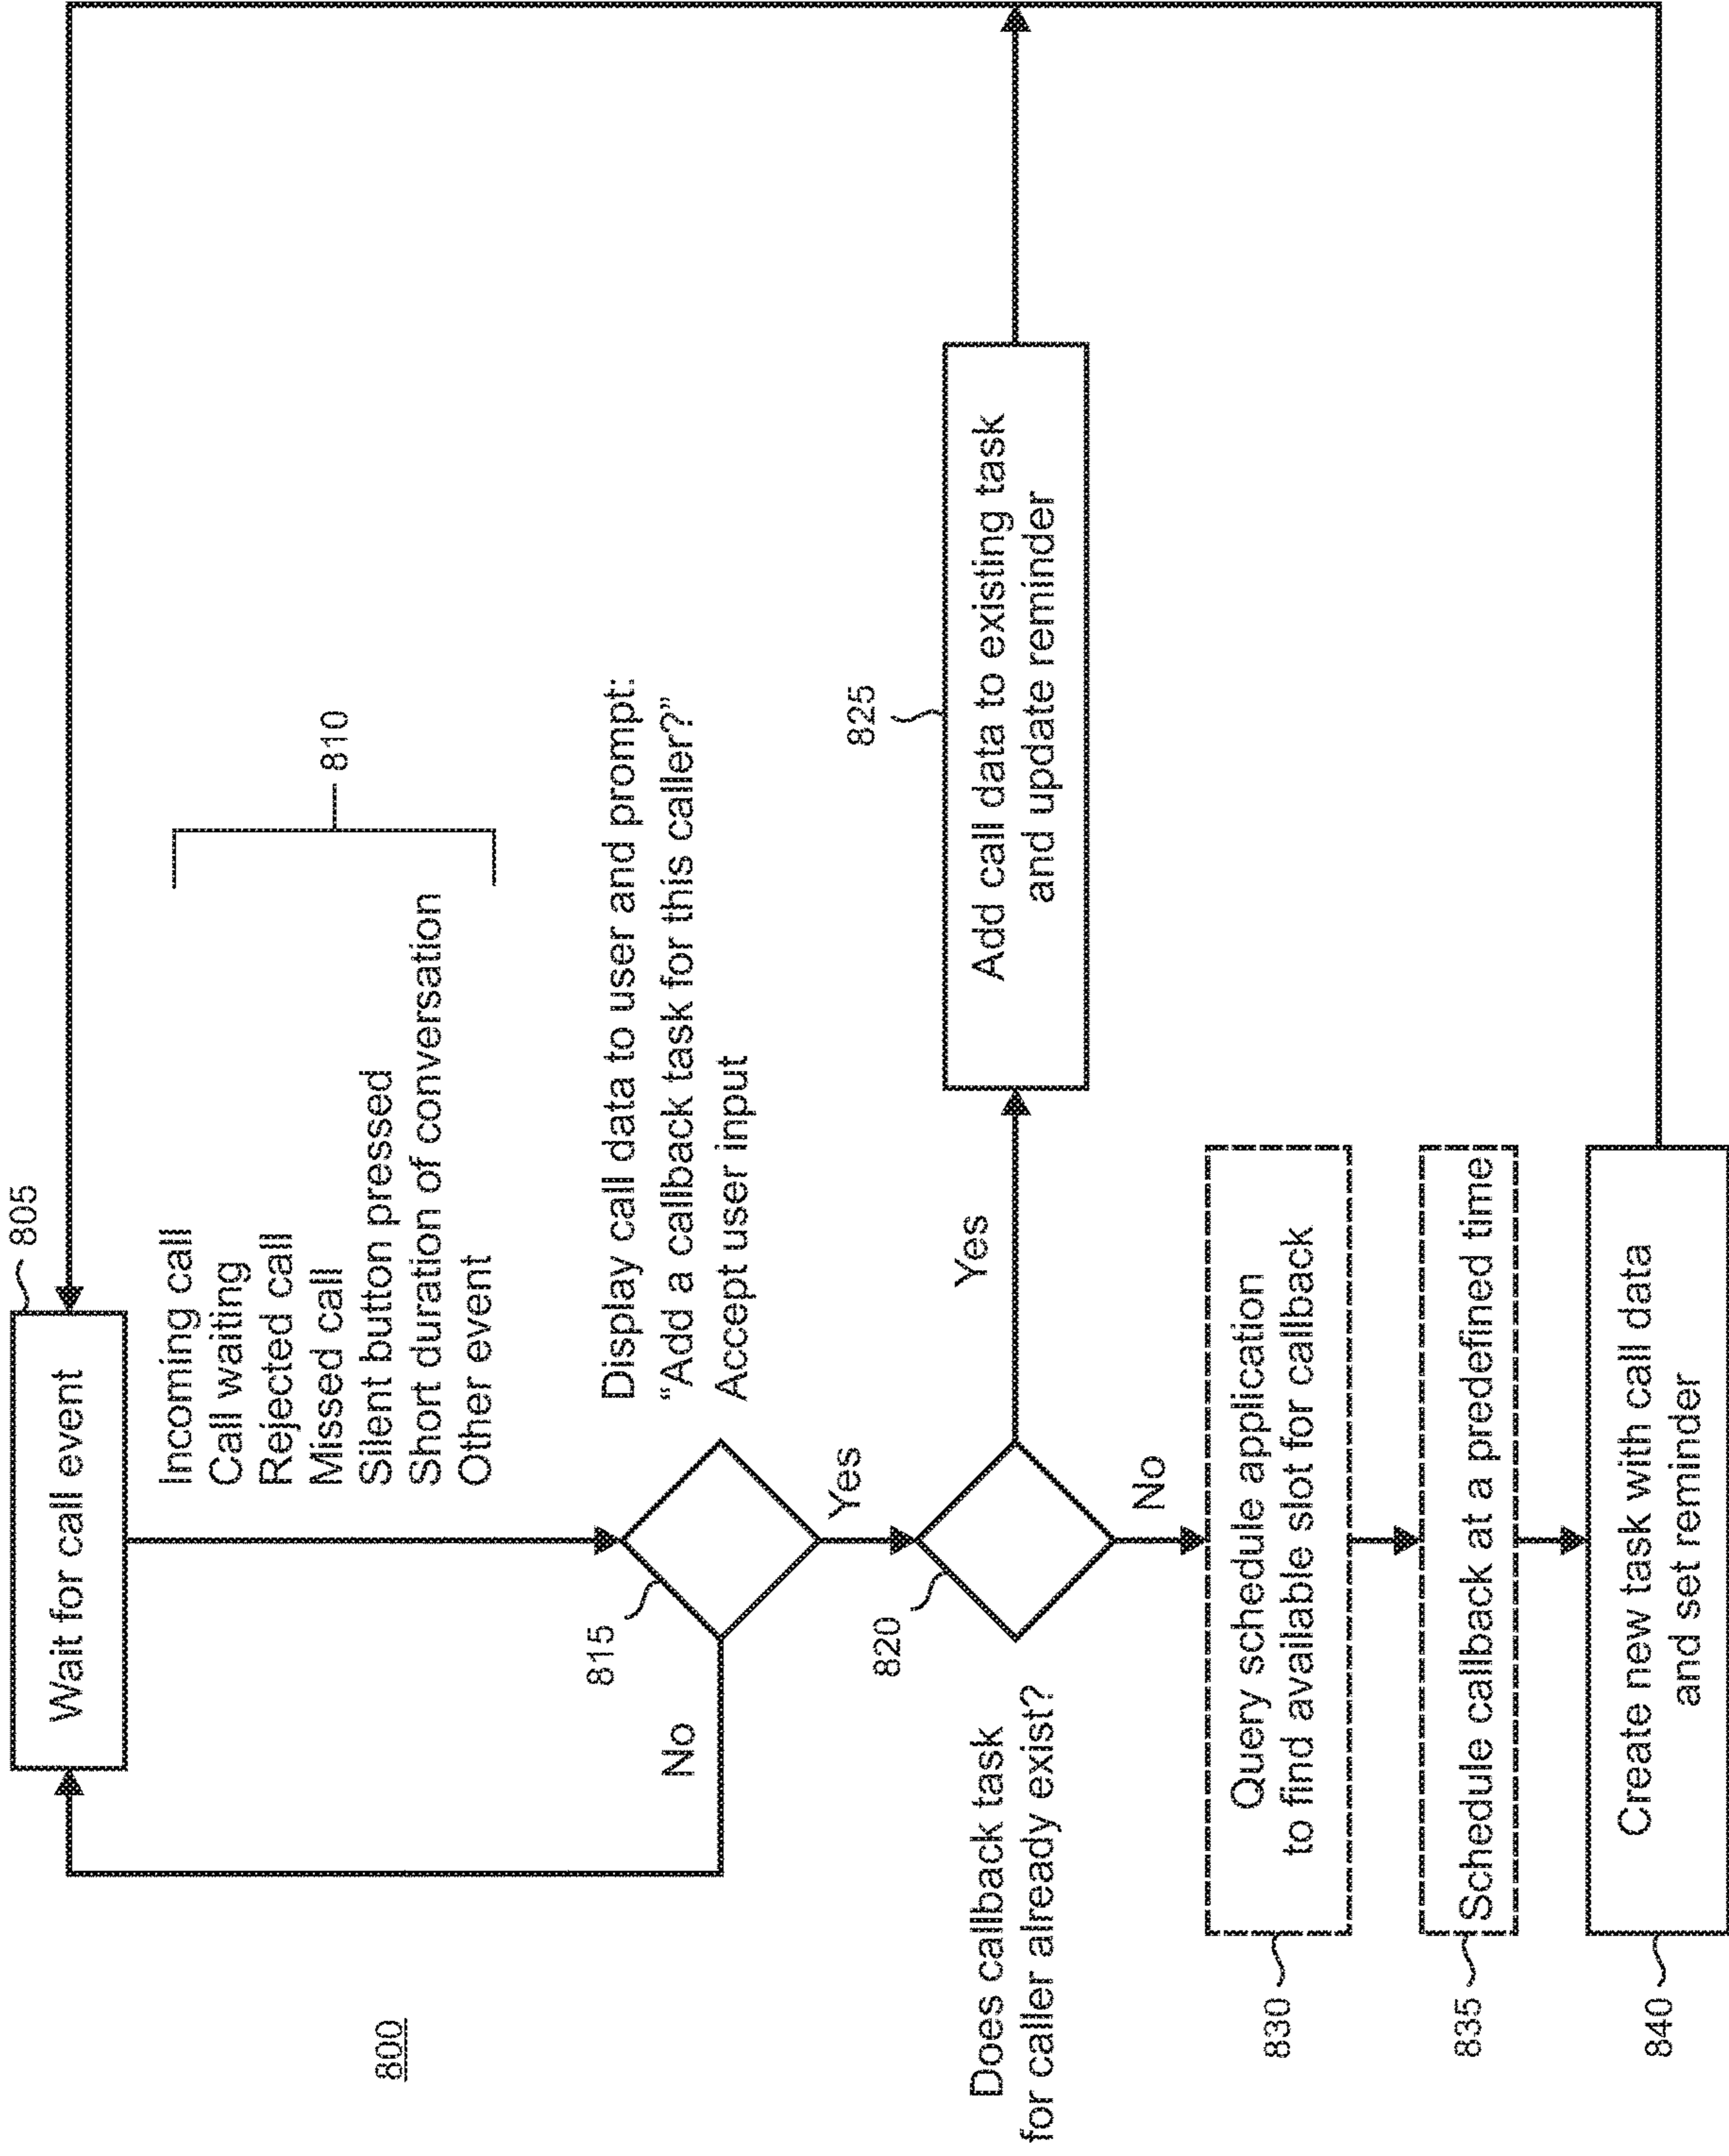 800
Wait for call event
805
Incoming call
Call waiting
Rejected call
Missed call
Silent button pressed
Short duration of conversation
Other event
810
815
Display call data to user and prompt:
“Add a callback task for this caller?”
Accept user input
No
Yes
820
Does callback task
for caller already exist?
Yes
825
Add call data to existing task
and update reminder
No
830
Query schedule application
to find available slot for callback
835
Schedule callback at a predefined time
840
Create new task with call data
and set reminder